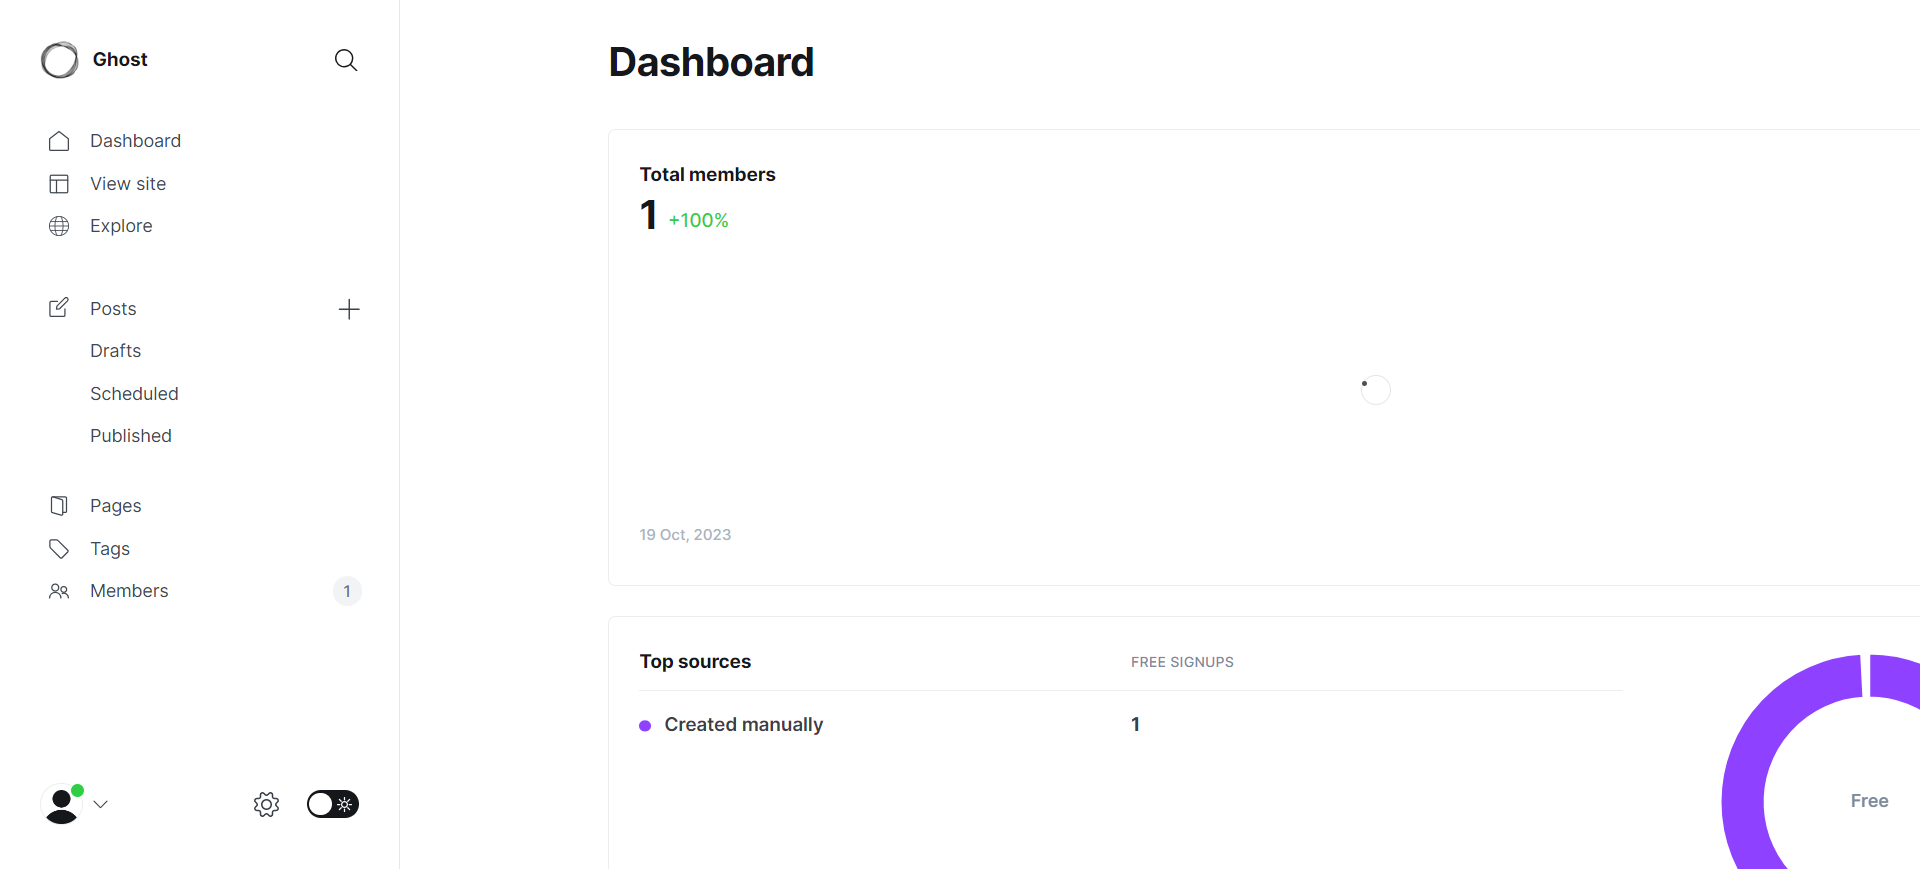 Ghost
Dashboard
View site
Explore
Posts
Drafts
Scheduled
Published
Pages
Tags
Members
1
Dashboard
Total members
1 +100%
19 Oct, 2023
Top sources
FREE SIGNUPS
Created manually
1
Free